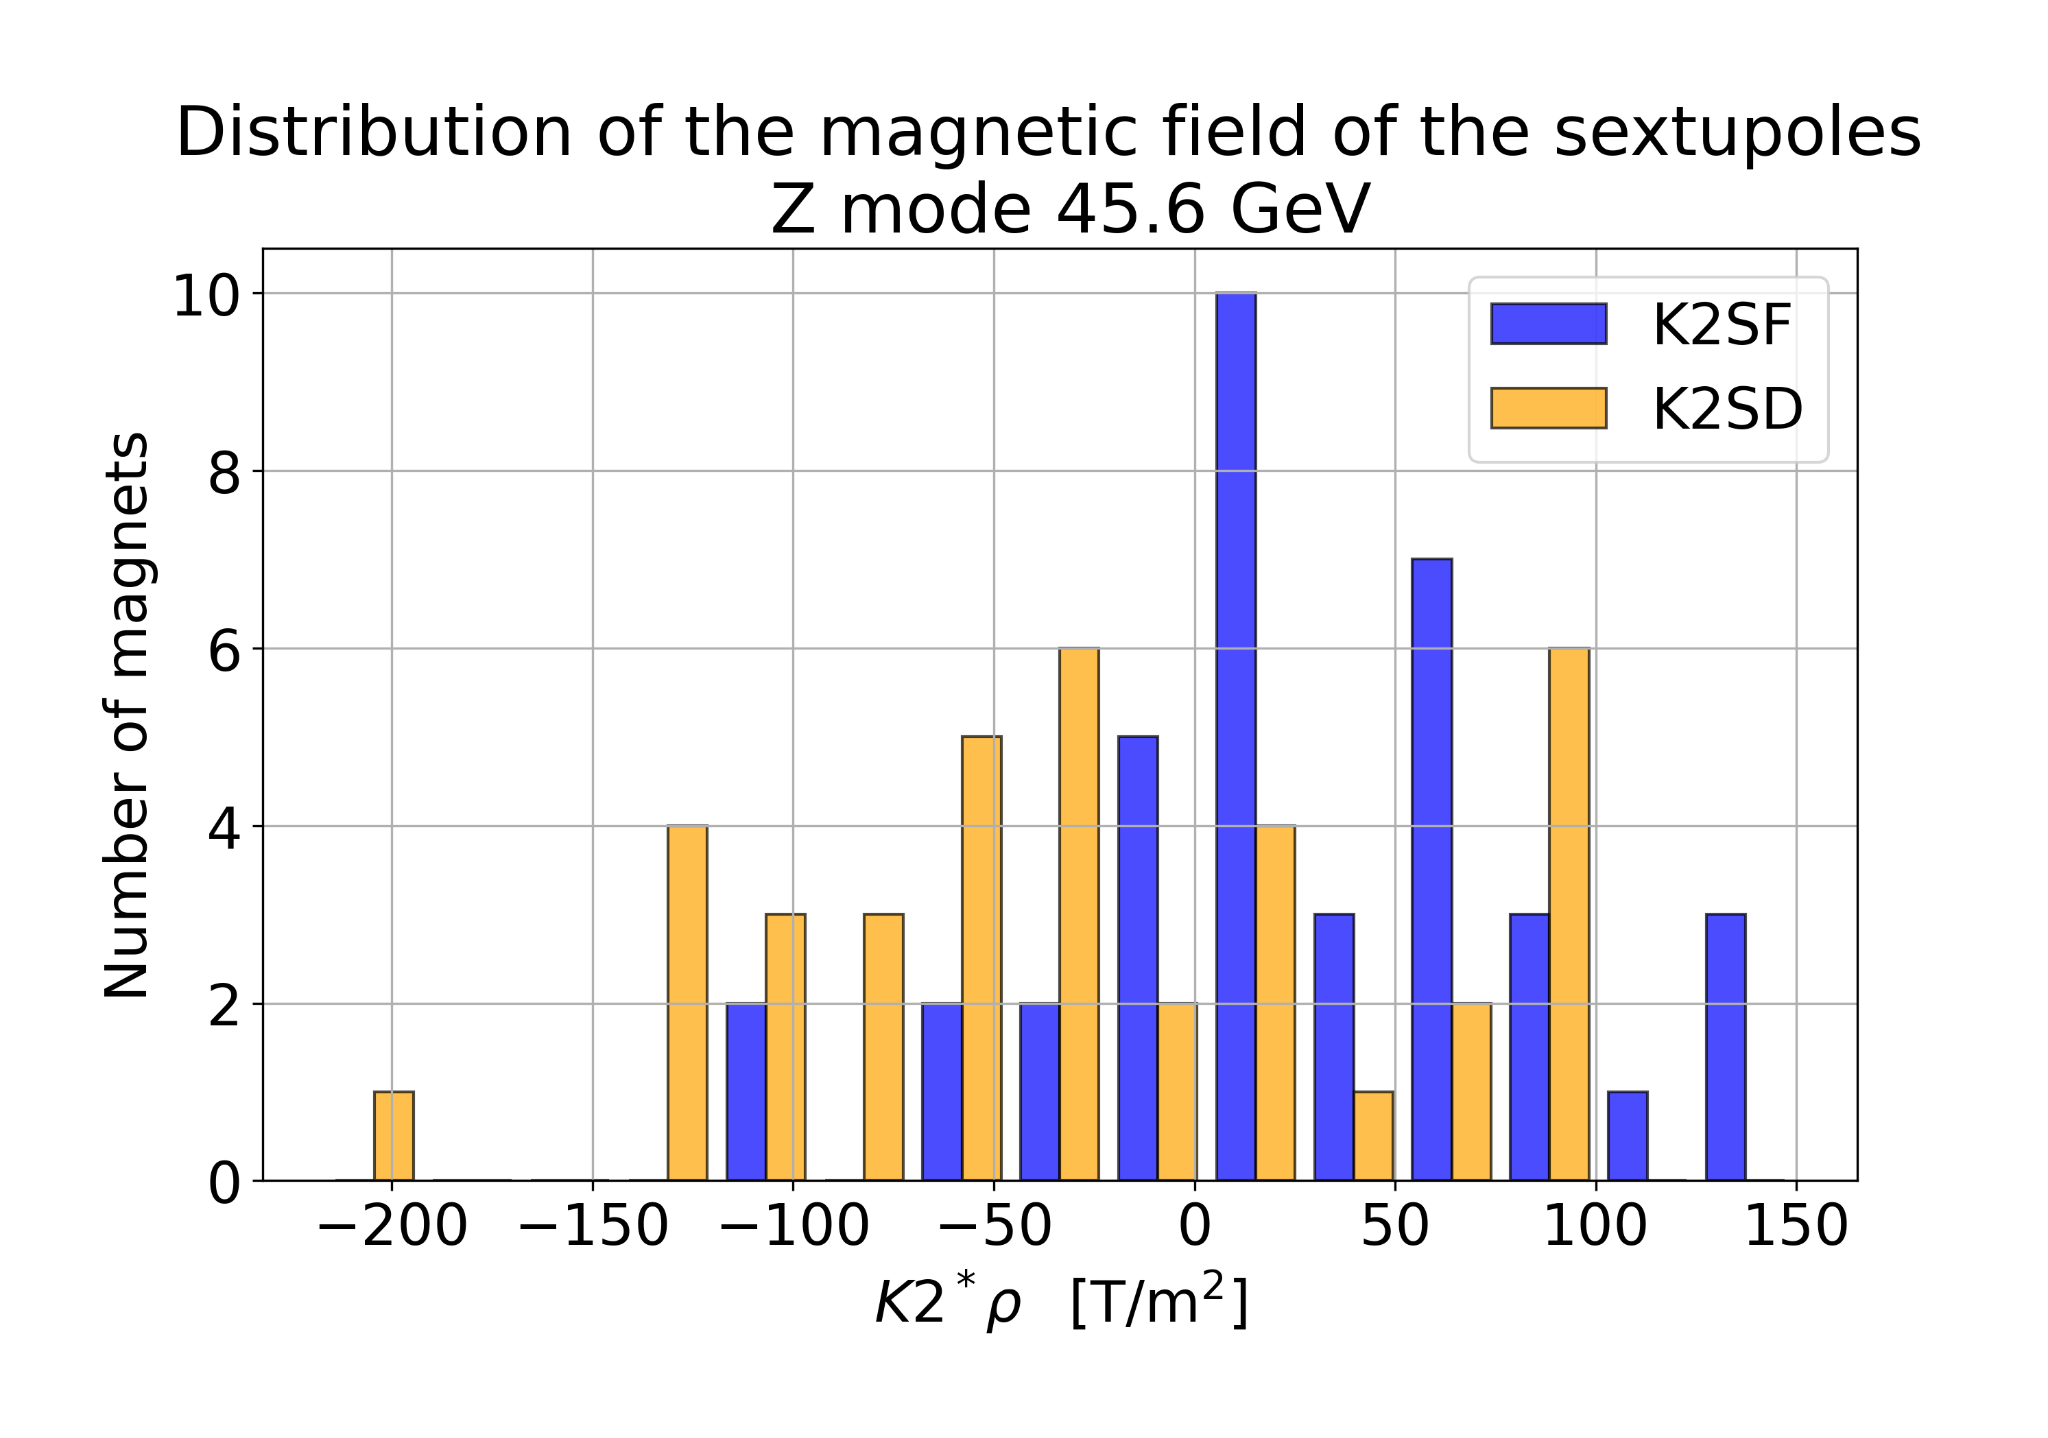 Distribution of the magnetic field of the sextupoles
Z mode 45.6 GeV
10
8
6
4
2
0
Number of magnets
K2SF
K2SD
−200 −150 −100 −50 0 50 100 150
K2*ρ [T/m²]